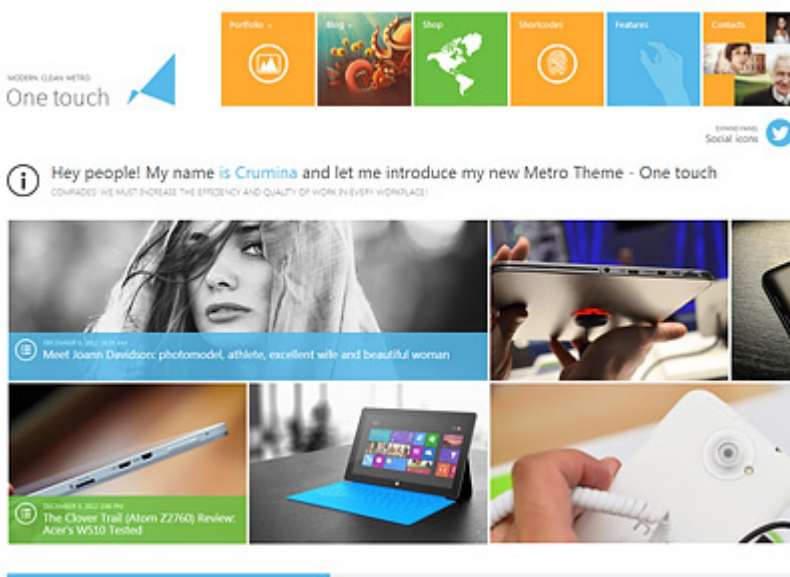 Portfolio
Blog
Shop
Shortcodes
Features
Contacts
MODERN CLEAN METRO
One touch
EXPAND PANEL
Social icons
Hey people! My name is Crumina and let me introduce my new Metro Theme - One touch
COMRADES! WE MUST INCREASE THE EFFICIENCY AND QUALITY OF WORK IN EVERY WORKPLACE!
Meet Joann Davidson: photomodel, athlete, excellent wife and beautiful woman
The Clover Trail (Atom Z2760) Review:
Acer's W510 Tested